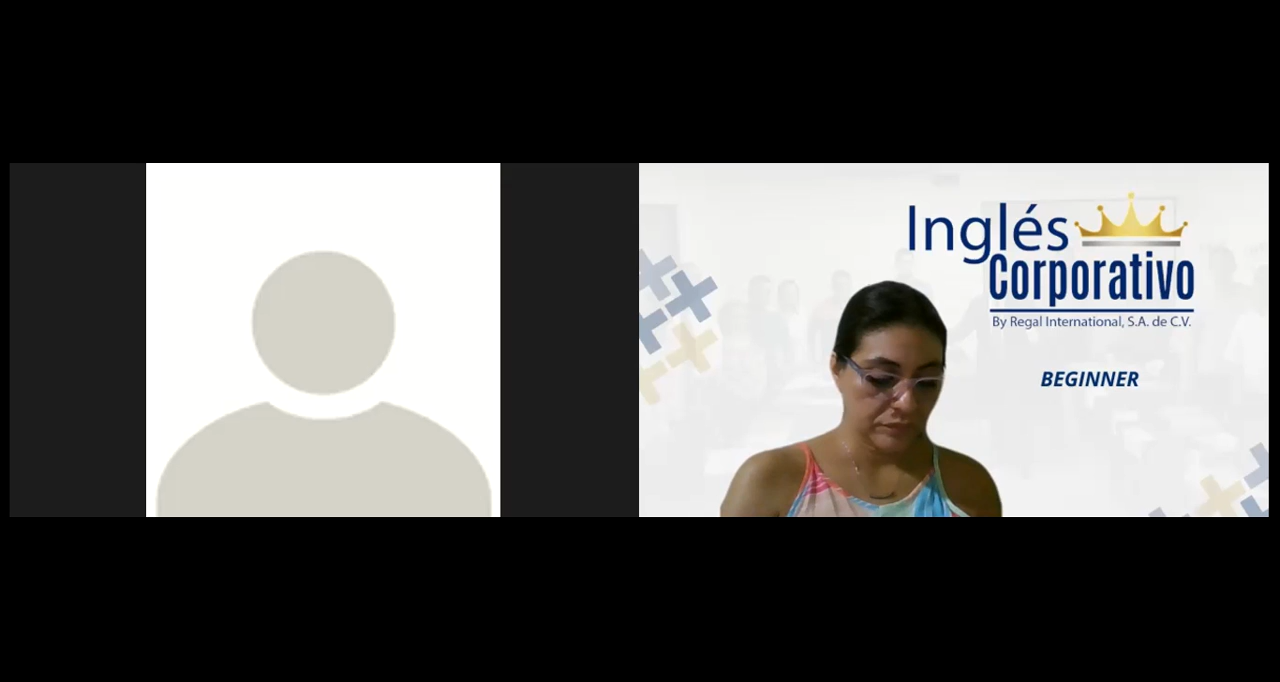 Inglés
Corporativo
By Regal International, S.A. de C.V.
BEGINNER